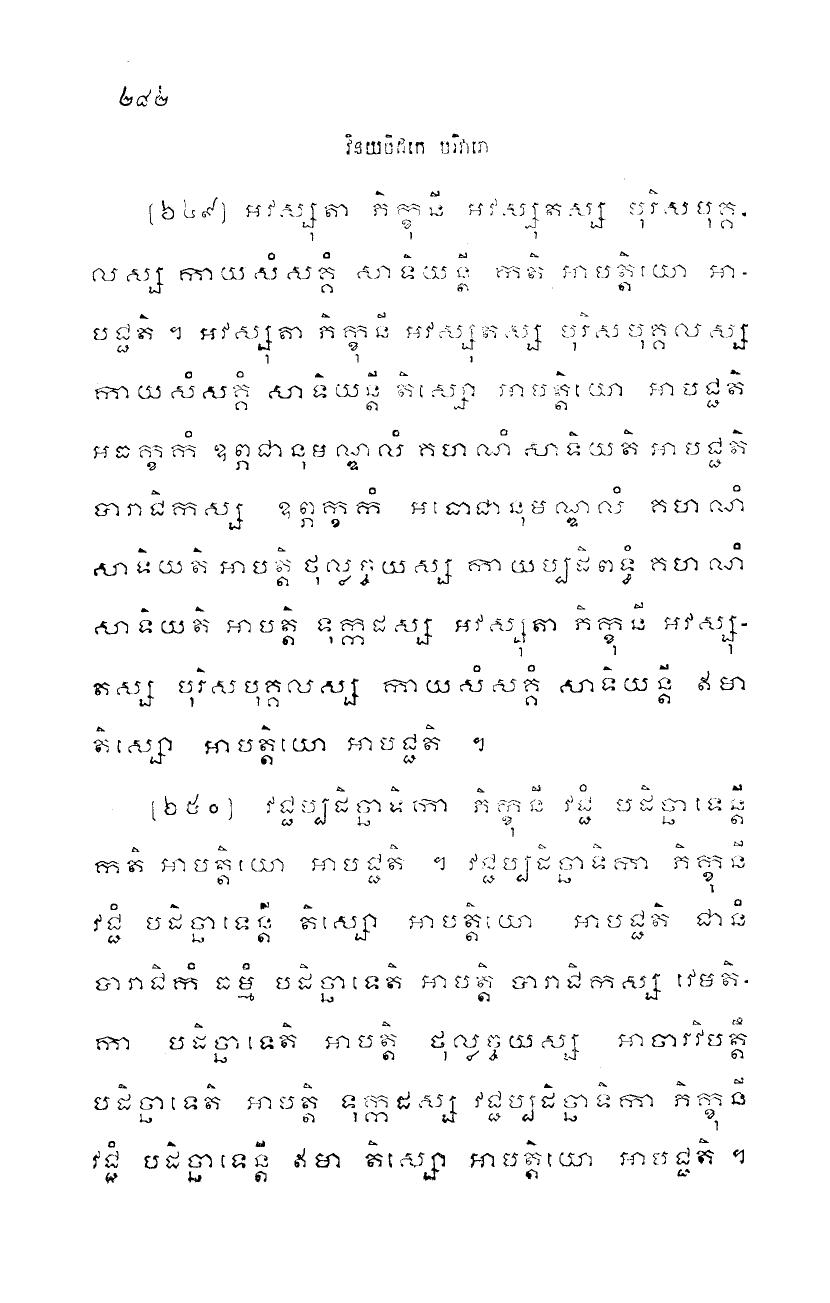 ២៤២
វិនយបិដកេ បរិវារោ
(៦៤៩) អវស្សុតា ភិក្ខុនី អវស្សុតស្ស បុរិសបុគ្គ-
លស្ស កាយសំសគ្គំ សាទិយន្តី កតិ អាបត្តិយោ អា-
បជ្ជតិ ។ អវស្សុតា ភិក្ខុនី អវស្សុតស្ស បុរិសបុគ្គលស្ស
កាយសំសគ្គំ សាទិយន្តី តិស្សោ អាបត្តិយោ អាបជ្ជតិ
អធក្ខកំ ឧព្ភជានុមណ្ឌលំ គហណំ សាទិយតិ អាបជ្ជតិ
បារាជិកស្ស ឧព្ភក្ខកំ អធោជានុមណ្ឌលំ គហណំ
សាទិយតិ អាបត្តិ ថុល្លច្ចយស្ស កាយប្បដិពទ្ធំ គហណំ
សាទិយតិ អាបត្តិ ទុក្កដស្ស អវស្សុតា ភិក្ខុនី អវស្សុ-
តស្ស បុរិសបុគ្គលស្ស កាយសំសគ្គំ សាទិយន្តី ឥមា
តិស្សោ អាបត្តិយោ អាបជ្ជតិ ។
(៦៥០) វជ្ជប្បដិច្ឆាទិកា ភិក្ខុនី វជ្ជំ បដិច្ឆាទេន្តី
កតិ អាបត្តិយោ អាបជ្ជតិ ។ វជ្ជប្បដិច្ឆាទិកា ភិក្ខុនី
វជ្ជំ បដិច្ឆាទេន្តី តិស្សោ អាបត្តិយោ អាបជ្ជតិ ជានំ
បារាជិកំ ធម្មំ បដិច្ឆាទេតិ អាបត្តិ បារាជិកស្ស វេមតិ-
កា បដិច្ឆាទេតិ អាបត្តិ ថុល្លច្ចយស្ស អាចារវិបត្តឹ
បដិច្ឆាទេតិ អាបត្តិ ទុក្កដស្ស វជ្ជប្បដិច្ឆាទិកា ភិក្ខុនី
វជ្ជំ បដិច្ឆាទេន្តី ឥមា តិស្សោ អាបត្តិយោ អាបជ្ជតិ ។